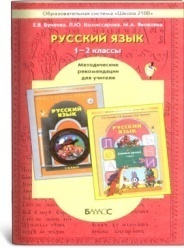 Образовательная система «Школа 2100»
Е.В. Бунеева, Л.Ю. Комиссарова, М.А. Яковлева
РУССКИЙ ЯЗЫК
1–2 классы
Методические
рекомендации
для учителя
РУССКИЙ
ЯЗЫК
РУССКИЙ ЯЗЫК
БАЛАСС